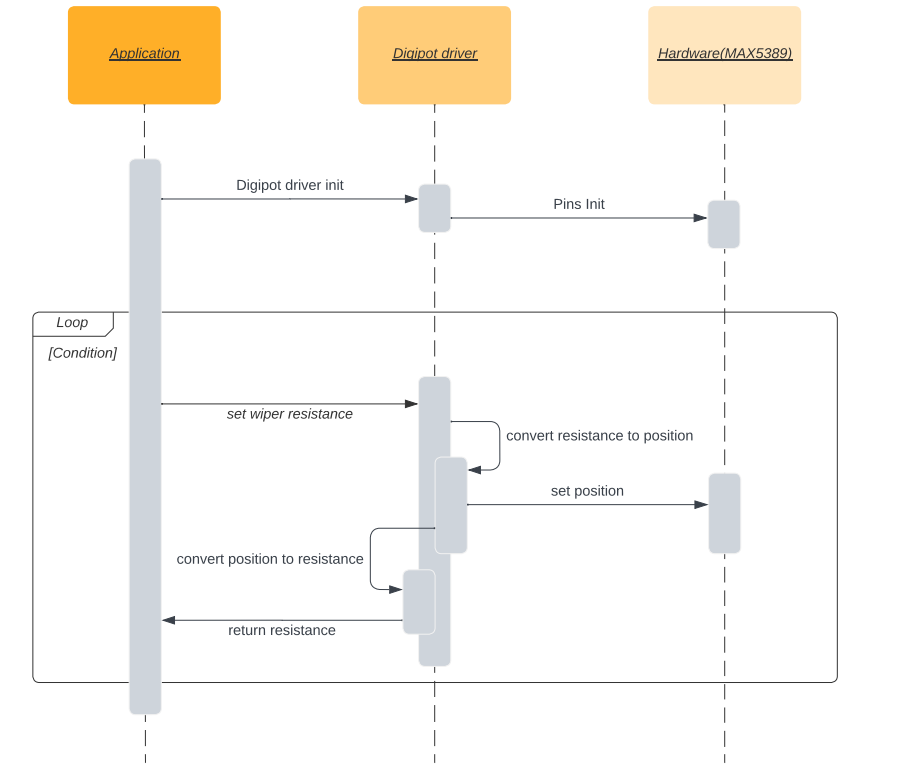 Application
Digipot driver
Hardware(MAX5389)
Digipot driver init
Pins Init
Loop
[Condition]
set wiper resistance
convert resistance to position
set position
convert position to resistance
return resistance